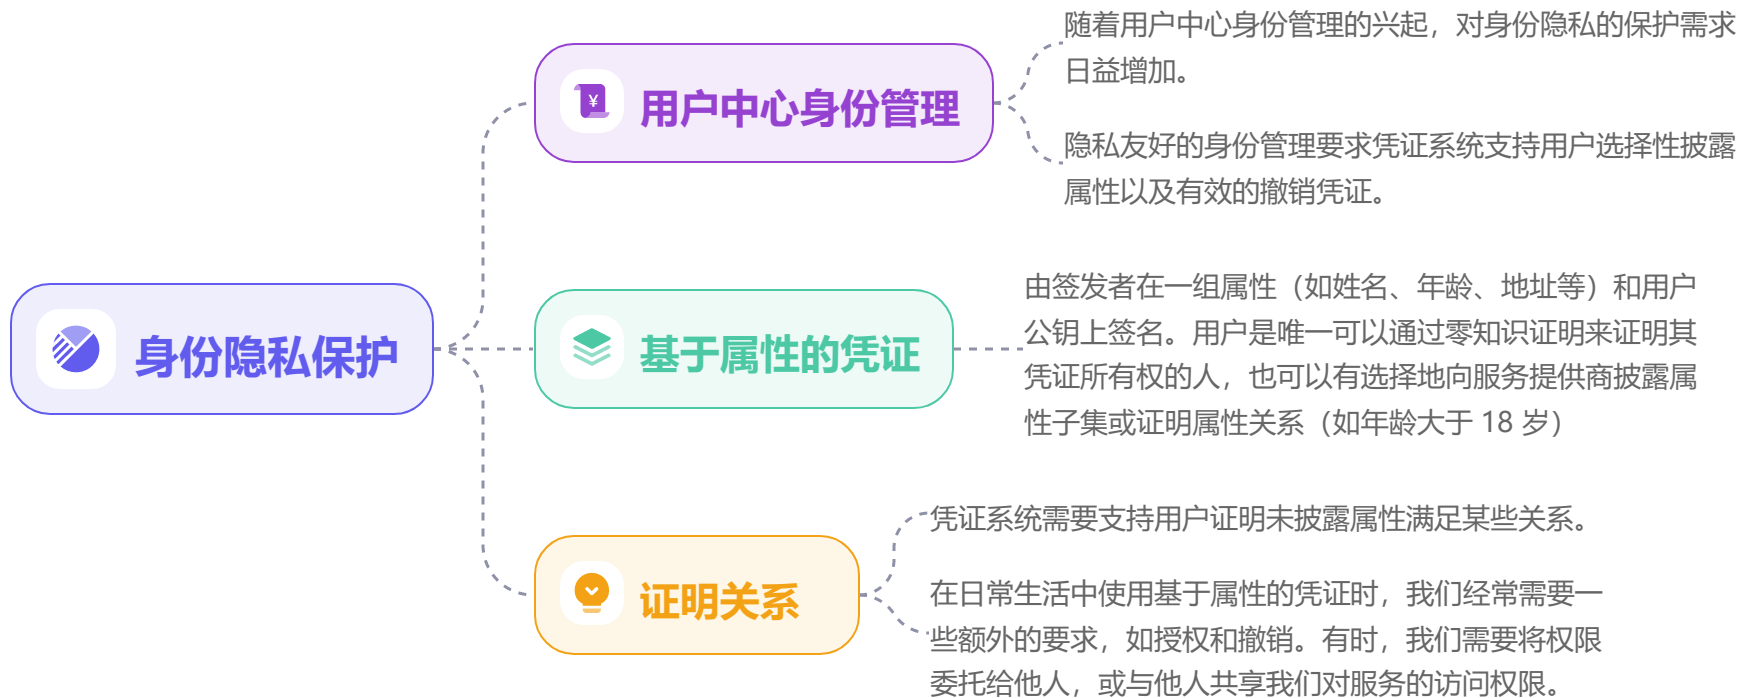 身份隐私保护
用户中心身份管理
随着用户中心身份管理的兴起，对身份隐私的保护需求
日益增加。
隐私友好的身份管理要求凭证系统支持用户选择性披露
属性以及有效的撤销凭证。
基于属性的凭证
由签发者在一组属性（如姓名、年龄、地址等）和用户
公钥上签名。用户是唯一可以通过零知识证明来证明其
凭证所有权的人，也可以有选择地向服务提供商披露属
性子集或证明属性关系（如年龄大于 18 岁）
证明关系
凭证系统需要支持用户证明未披露属性满足某些关系。
在日常生活中使用基于属性的凭证时，我们经常需要一
些额外的要求，如授权和撤销。有时，我们需要将权限
委托给他人，或与他人共享我们对服务的访问权限。